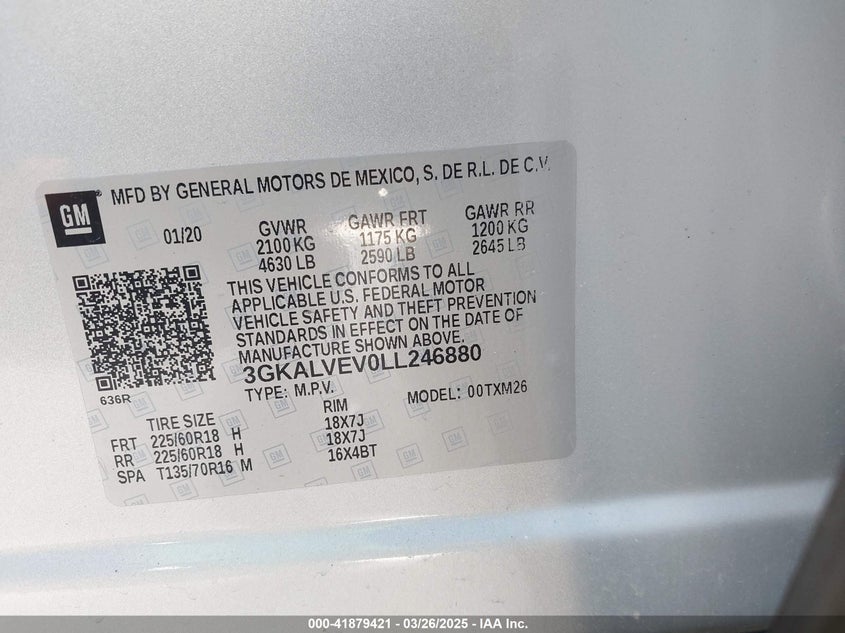 GM
®
MFD BY GENERAL MOTORS DE MEXICO, S. DE R.L. DE C.V.
01/20
GVWR GAWR FRT GAWR RR
2100 KG 1175 KG 1200 KG
4630 LB 2590 LB 2645 LB
THIS VEHICLE CONFORMS TO ALL
APPLICABLE U.S. FEDERAL MOTOR
VEHICLE SAFETY AND THEFT PREVENTION
STANDARDS IN EFFECT ON THE DATE OF
MANUFACTURE SHOWN ABOVE.
3GKALVEV0LL246880
636R
TYPE: M.P.V. MODEL: 00TXM26
TIRE SIZE RIM
FRT 225/60R18 H 18X7J
RR 225/60R18 H 18X7J
SPA T135/70R16 M 16X4BT
000-41879421 - 03/26/2025 - IAA Inc.